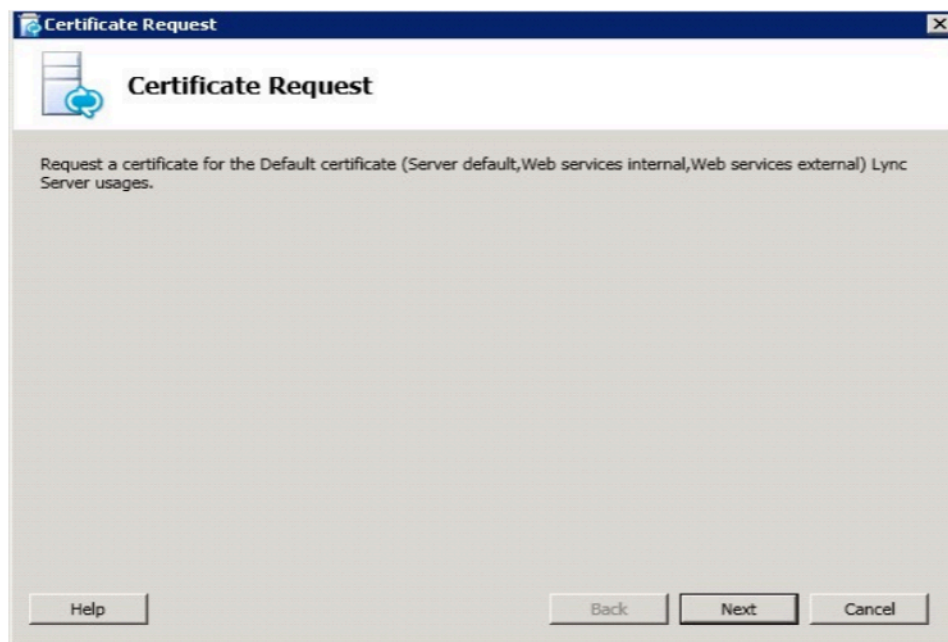 Certificate Request
Certificate Request
Request a certificate for the Default certificate (Server default,Web services internal,Web services external) Lync
Server usages.
Help
Back
Next
Cancel